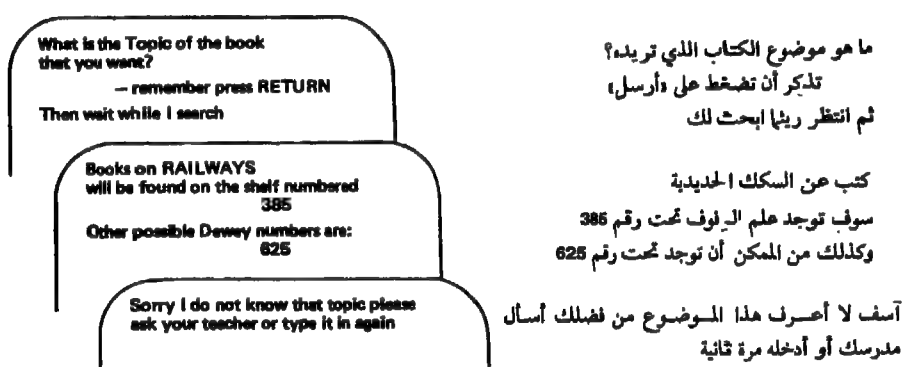 What is the Topic of the book
that you want?
— remember press RETURN
Then wait while I search
Books on RAILWAYS
will be found on the shelf numbered
385
Other possible Dewey numbers are:
625
Sorry I do not know that topic please
ask your teacher or type it in again
ما هو موضوع الكتاب الذي تريده؟
تذكر أن تضغط على «أرسل»
ثم انتظر ريثما ابحث لك
كتب عن السكك الحديدية
سوف توجد تحت رقم 385
وكذلك من الممكن أن توجد تحت رقم 625
آسف لا أعرف هذا الموضوع من فضلك أسأل
مدرسك أو أدخله مرة ثانية